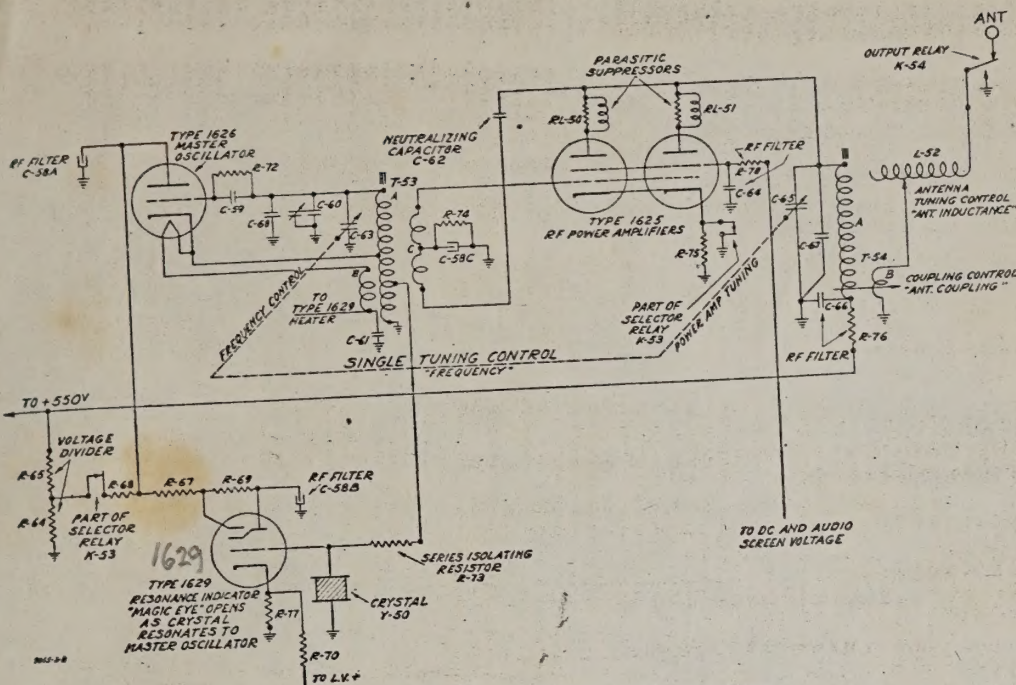 ANT
OUTPUT RELAY
K-54
PARASITIC
SUPPRESSORS
TYPE 1626
MASTER
OSCILLATOR
RF FILTER
C-58A
R-72
C-59
C-68
C-60
C-63
T-53
A
B
C
NEUTRALIZING
CAPACITOR
C-62
R-74
C-58C
RL-50
RL-51
TYPE 1625
RF POWER AMPLIFIERS
RF FILTER
R-78
C-64
C-65
C-67
R-75
L-52
ANTENNA
TUNING CONTROL
"ANT. INDUCTANCE"
A
T-54
B
COUPLING CONTROL
"ANT. COUPLING"
C-66
R-76
RF FILTER
TO
TYPE 1629
HEATER
C-61
FREQUENCY CONTROL
PART OF
SELECTOR
RELAY
K-53
POWER AMP TUNING
SINGLE TUNING CONTROL
"FREQUENCY"
TO +550V
VOLTAGE
DIVIDER
R-65
R-64
R-68
R-67
R-69
RF FILTER
C-58B
PART OF
SELECTOR
RELAY
K-53
1629
TYPE 1629
RESONANCE INDICATOR
"MAGIC EYE" OPENS
AS CRYSTAL
RESONATES TO
MASTER OSCILLATOR
R-77
R-70
TO L.V.+
SERIES ISOLATING
RESISTOR
R-73
CRYSTAL
Y-50
TO DC AND AUDIO
SCREEN VOLTAGE